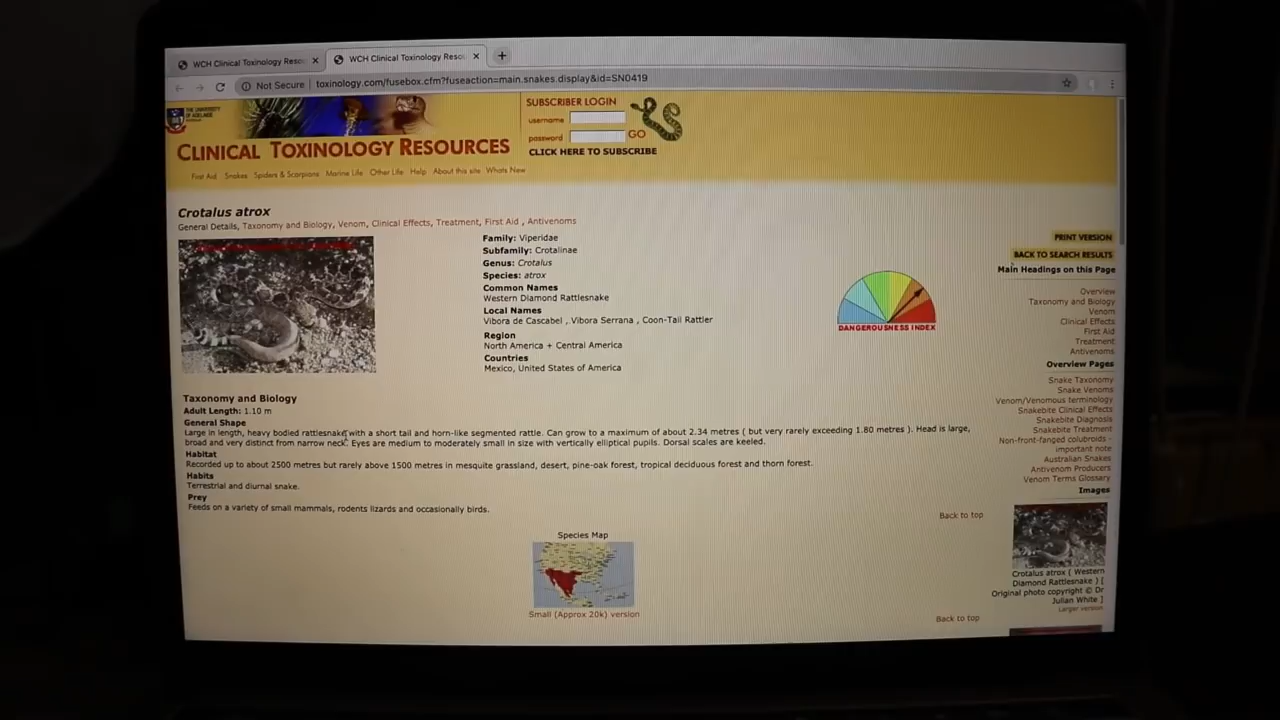 WCH Clinical Toxinology Resou
WCH Clinical Toxinology Resou
Not Secure
toxinology.com/fusebox.cfm?fuseaction=main.snakes.display&id=SN0419
THE UNIVERSITY
OF ADELAIDE
SUBSCRIBER LOGIN
username
password
GO
CLICK HERE TO SUBSCRIBE
CLINICAL TOXINOLOGY RESOURCES
First Aid Snakes Spiders & Scorpions Marine Life Other Life Help About this site Whats New
Crotalus atrox
General Details, Taxonomy and Biology, Venom, Clinical Effects, Treatment, First Aid , Antivenoms
Family: Viperidae
Subfamily: Crotalinae
Genus: Crotalus
Species: atrox
Common Names
Western Diamond Rattlesnake
Local Names
Vibora de Cascabel , Vibora Serrana , Coon-Tail Rattler
Region
North America + Central America
Countries
Mexico, United States of America
DANGEROUSNESS INDEX
PRINT VERSION
BACK TO SEARCH RESULTS
Main Headings on this Page
Overview
Taxonomy and Biology
Venom
Clinical Effects
First Aid
Treatment
Antivenoms
Overview Pages
Snake Taxonomy
Snake Venoms
Venom/Venomous terminology
Snakebite Clinical Effects
Snakebite Diagnosis
Snakebite Treatment
Non-front-fanged colubroids -
important note
Australian Snakes
Antivenom Producers
Venom Terms Glossary
Images
Crotalus atrox ( Western
Diamond Rattlesnake ) [
Original photo copyright © Dr
Julian White ]
Larger version
Taxonomy and Biology
Adult Length: 1.10 m
General Shape
Large in length, heavy bodied rattlesnake with a short tail and horn-like segmented rattle. Can grow to a maximum of about 2.34 metres ( but very rarely exceeding 1.80 metres ). Head is large,
broad and very distinct from narrow neck. Eyes are medium to moderately small in size with vertically elliptical pupils. Dorsal scales are keeled.
Habitat
Recorded up to about 2500 metres but rarely above 1500 metres in mesquite grassland, desert, pine-oak forest, tropical deciduous forest and thorn forest.
Habits
Terrestrial and diurnal snake.
Prey
Feeds on a variety of small mammals, rodents lizards and occasionally birds.
Back to top
Species Map
Small (Approx 20k) version
Back to top